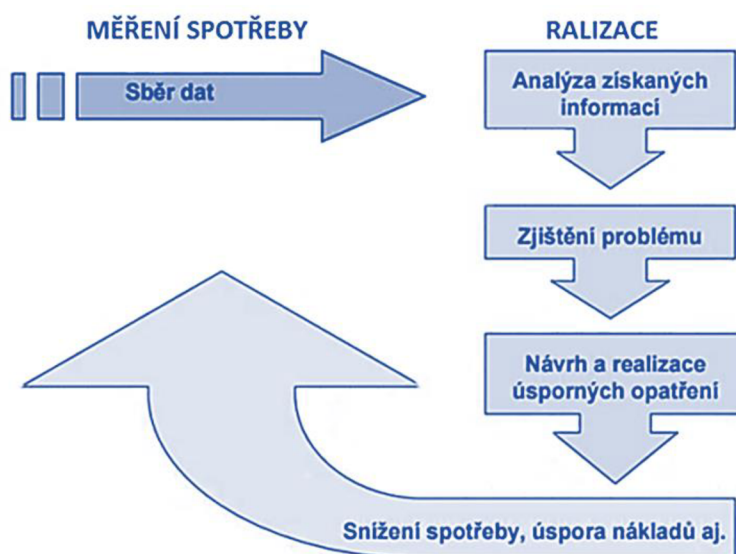 MĚŘENÍ SPOTŘEBY
Sběr dat
RALIZACE
Analýza získaných
informací
Zjištění problému
Návrh a realizace
úsporných opatření
Snížení spotřeby, úspora nákladů aj.